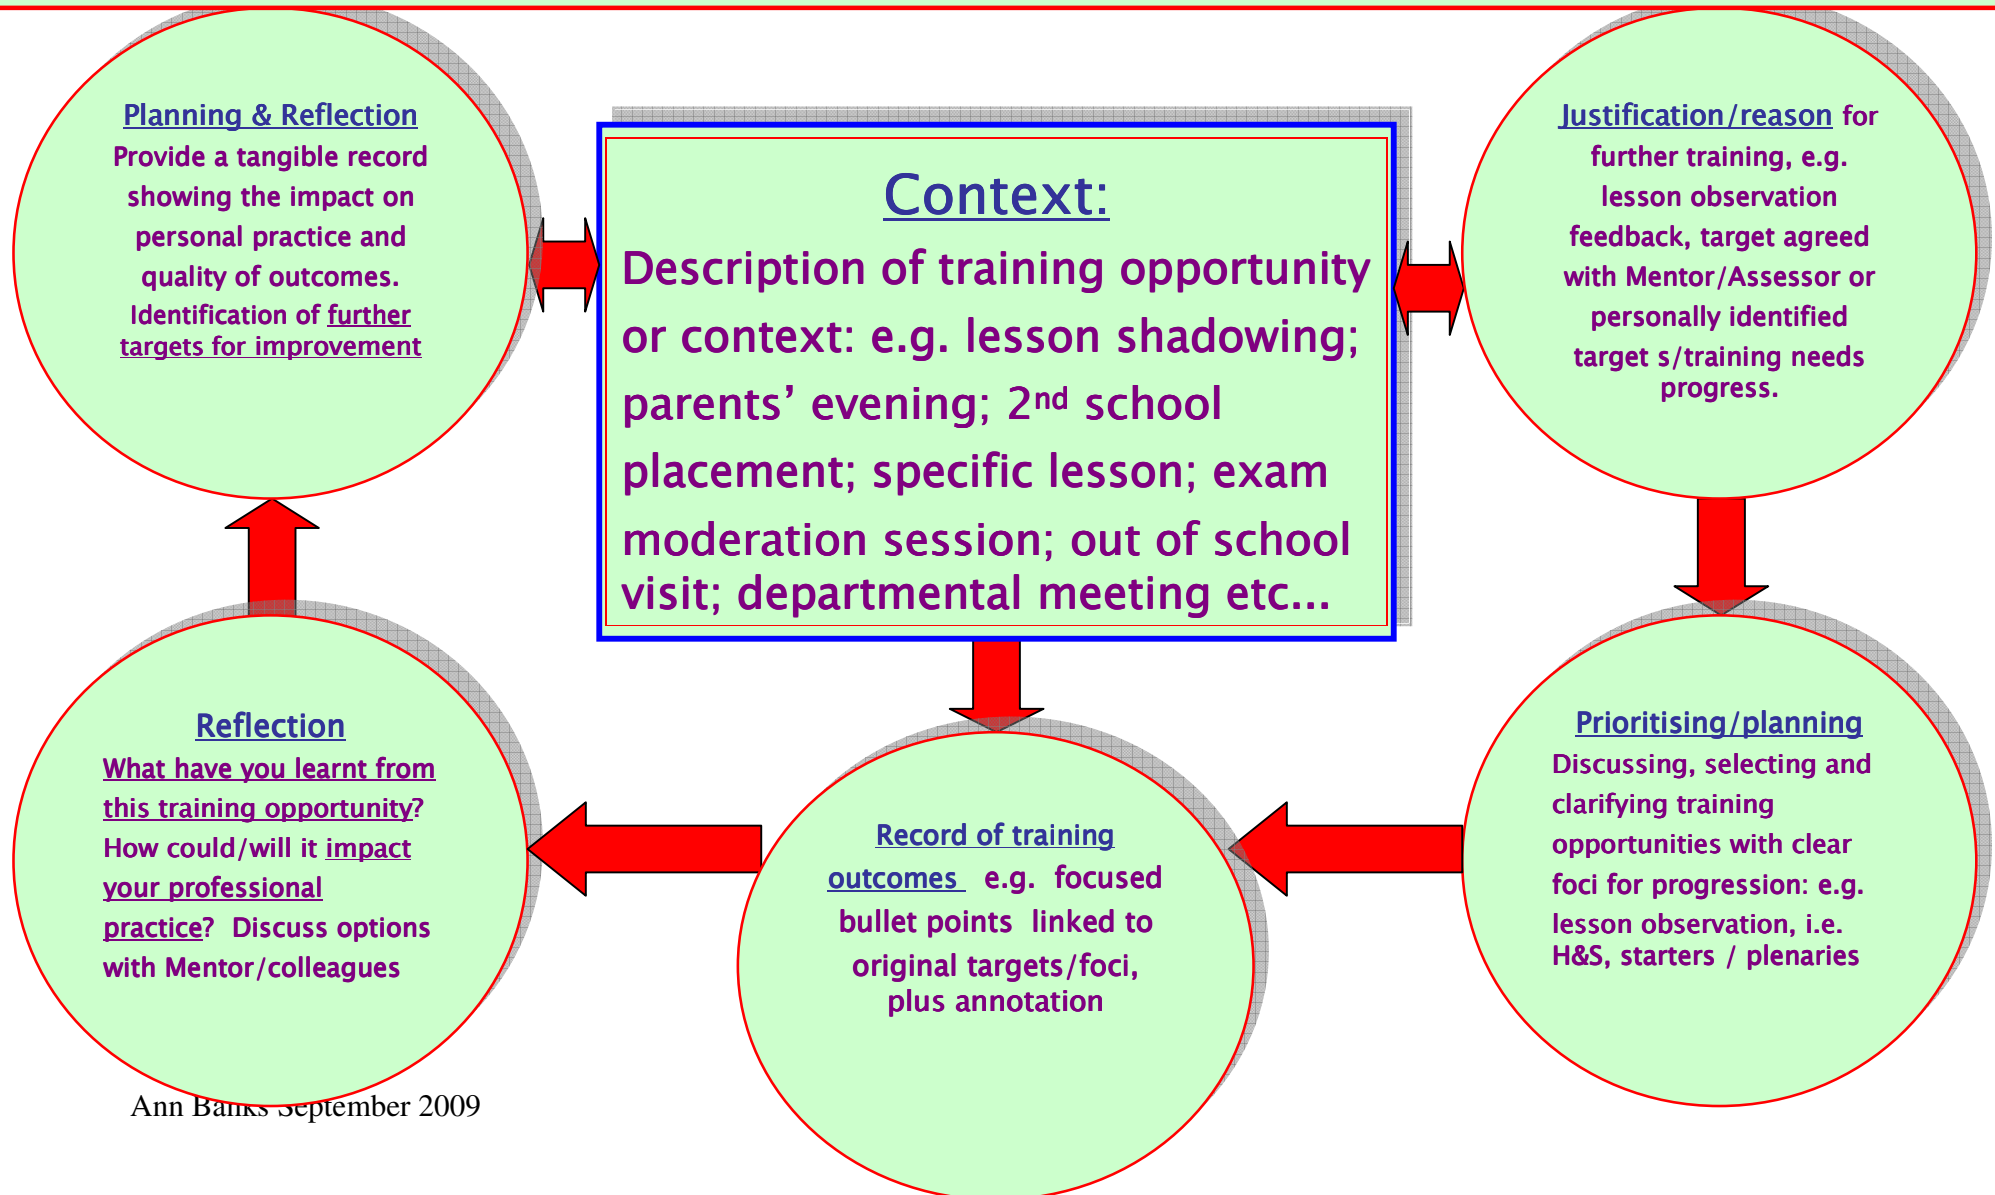 Planning & Reflection
Provide a tangible record
showing the impact on
personal practice and
quality of outcomes.
Identification of further
targets for improvement
Context:
Description of training opportunity
or context: e.g. lesson shadowing;
parents’ evening; 2nd school
placement; specific lesson; exam
moderation session; out of school
visit; departmental meeting etc...
Justification/reason for
further training, e.g.
lesson observation
feedback, target agreed
with Mentor/Assessor or
personally identified
target s/training needs
progress.
Reflection
What have you learnt from
this training opportunity?
How could/will it impact
your professional
practice? Discuss options
with Mentor/colleagues
Record of training
outcomes e.g. focused
bullet points linked to
original targets/foci,
plus annotation
Prioritising/planning
Discussing, selecting and
clarifying training
opportunities with clear
foci for progression: e.g.
lesson observation, i.e.
H&S, starters / plenaries
Ann Banks September 2009